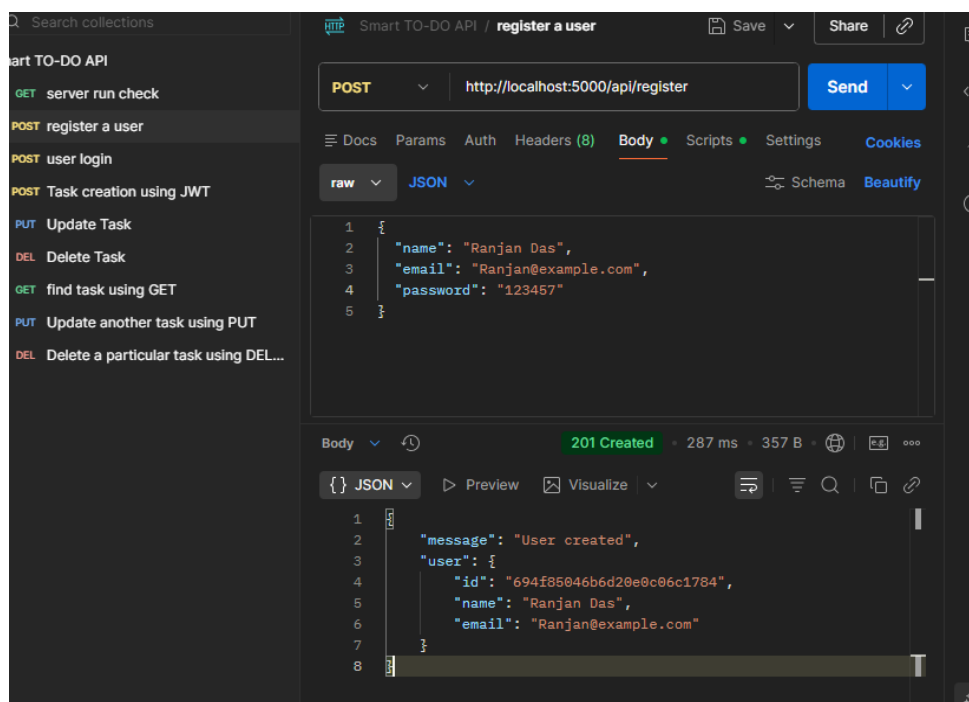 Search collections
art TO-DO API
GET server run check
POST register a user
POST user login
POST Task creation using JWT
PUT Update Task
DEL Delete Task
GET find task using GET
PUT Update another task using PUT
DEL Delete a particular task using DEL...
HTTP Smart TO-DO API / register a user Save Share
POST http://localhost:5000/api/register Send
Docs Params Auth Headers (8) Body Scripts Settings Cookies
raw JSON Schema Beautify
1 {
2 "name": "Ranjan Das",
3 "email": "Ranjan@example.com",
4 "password": "123457"
5 }
Body 201 Created 287 ms 357 B e.g.
{} JSON Preview Visualize
1 {
2 "message": "User created",
3 "user": {
4 "id": "694f85046b6d20e0c06c1784",
5 "name": "Ranjan Das",
6 "email": "Ranjan@example.com"
7 }
8 }